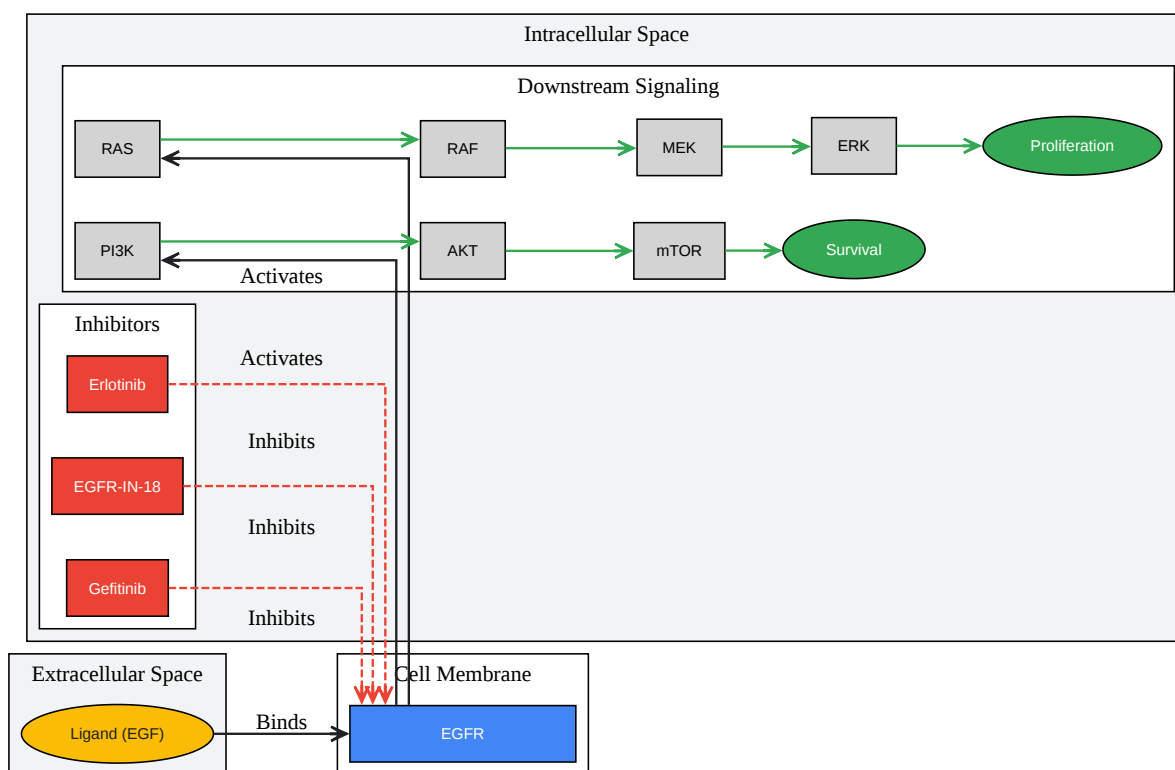 Intracellular Space
Downstream Signaling
RAS
RAF
MEK
ERK
Proliferation
PI3K
AKT
mTOR
Survival
Activates
Inhibitors
Activates
Erlotinib
Inhibits
EGFR-IN-18
Inhibits
Gefitinib
Inhibits
Extracellular Space
Cell Membrane
Ligand (EGF)
Binds
EGFR